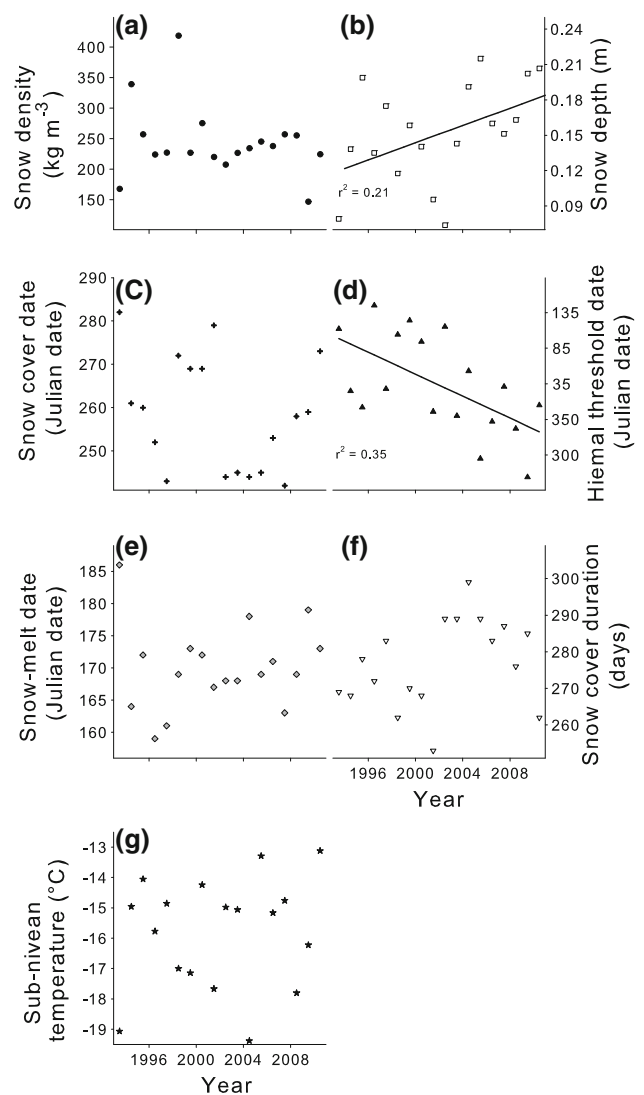 (a)
(b)
Snow density
(kg m⁻³)
400
350
300
250
200
150
0.24
0.21
0.18
0.15
0.12
0.09
Snow depth (m)
r² = 0.21
(C)
(d)
Snow cover date
(Julian date)
290
280
270
260
250
135
85
35
350
300
Hiemal threshold date
(Julian date)
r² = 0.35
(e)
(f)
Snow-melt date
(Julian date)
185
180
175
170
165
160
300
290
280
270
260
Snow cover duration
(days)
1996 2000 2004 2008
Year
(g)
Sub-nivean
temperature (°C)
-13
-14
-15
-16
-17
-18
-19
1996 2000 2004 2008
Year